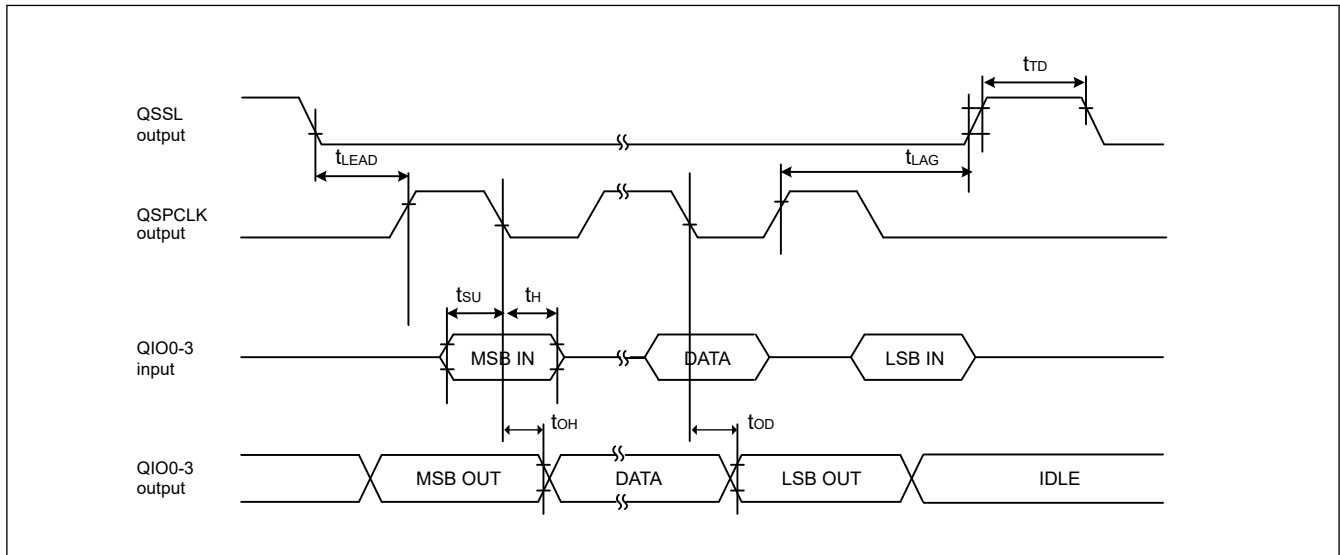 tTD
QSSL
output
tLEAD
tLAG
QSPCLK
output
tSU
tH
QIO0-3
input
MSB IN
DATA
LSB IN
tOH
tOD
QIO0-3
output
MSB OUT
DATA
LSB OUT
IDLE